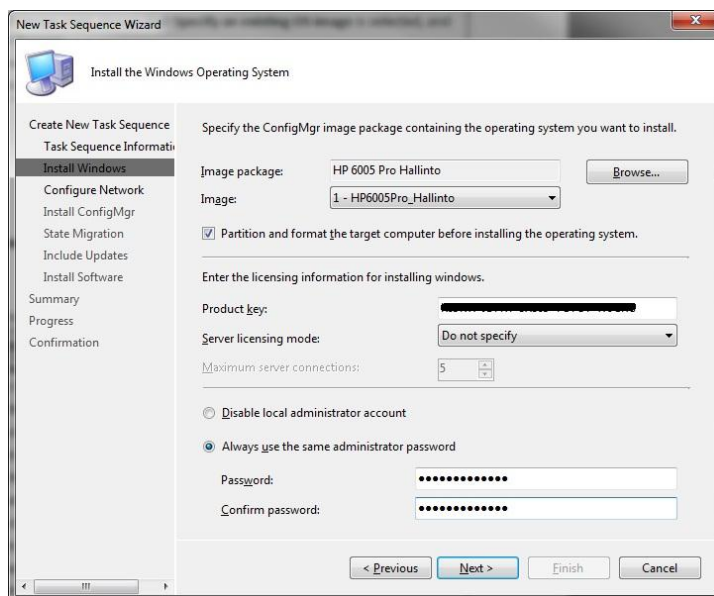 New Task Sequence Wizard
Install the Windows Operating System
Create New Task Sequence
Task Sequence Informati
Install Windows
Configure Network
Install ConfigMgr
State Migration
Include Updates
Install Software
Summary
Progress
Confirmation
Specify the ConfigMgr image package containing the operating system you want to install.
Image package: HP 6005 Pro Hallinto Browse...
Image: 1 - HP6005Pro_Hallinto
Partition and format the target computer before installing the operating system.
Enter the licensing information for installing windows.
Product key:
Server licensing mode: Do not specify
Maximum server connections: 5
Disable local administrator account
Always use the same administrator password
Password: •••••••••••••
Confirm password: •••••••••••••
< Previous Next > Finish Cancel